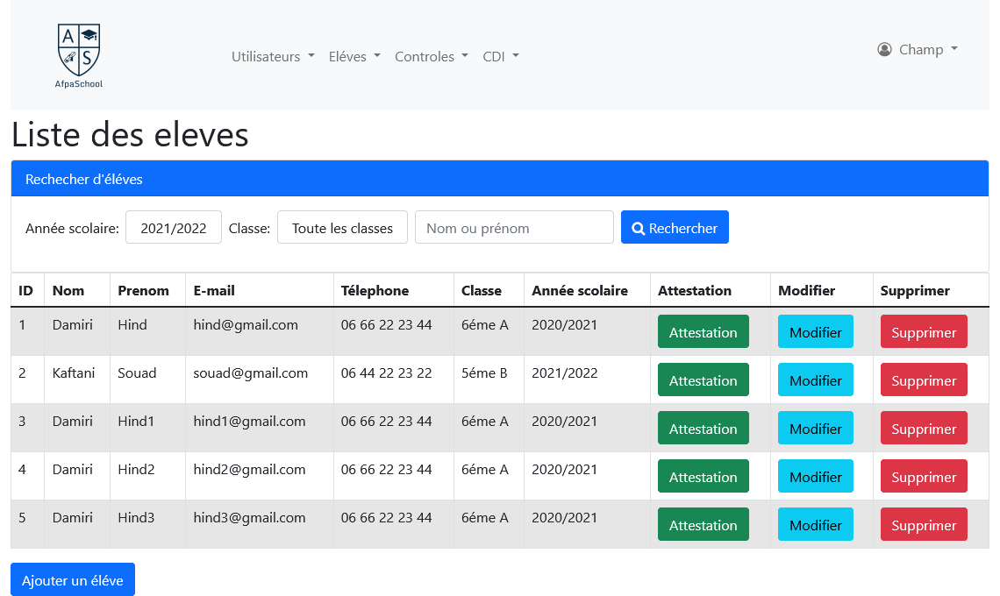 A
S
AfpaSchool
Utilisateurs Eléves Controles CDI Champ
Liste des eleves
Rechecher d'éléves
Année scolaire: 2021/2022 Classe: Toute les classes Nom ou prénom Rechercher
ID Nom Prenom E-mail Télephone Classe Année scolaire Attestation Modifier Supprimer
1 Damiri Hind hind@gmail.com 06 66 22 23 44 6éme A 2020/2021 Attestation Modifier Supprimer
2 Kaftani Souad souad@gmail.com 06 44 22 23 22 5éme B 2021/2022 Attestation Modifier Supprimer
3 Damiri Hind1 hind1@gmail.com 06 66 22 23 44 6éme A 2020/2021 Attestation Modifier Supprimer
4 Damiri Hind2 hind2@gmail.com 06 66 22 23 44 6éme A 2020/2021 Attestation Modifier Supprimer
5 Damiri Hind3 hind3@gmail.com 06 66 22 23 44 6éme A 2020/2021 Attestation Modifier Supprimer
Ajouter un éléve